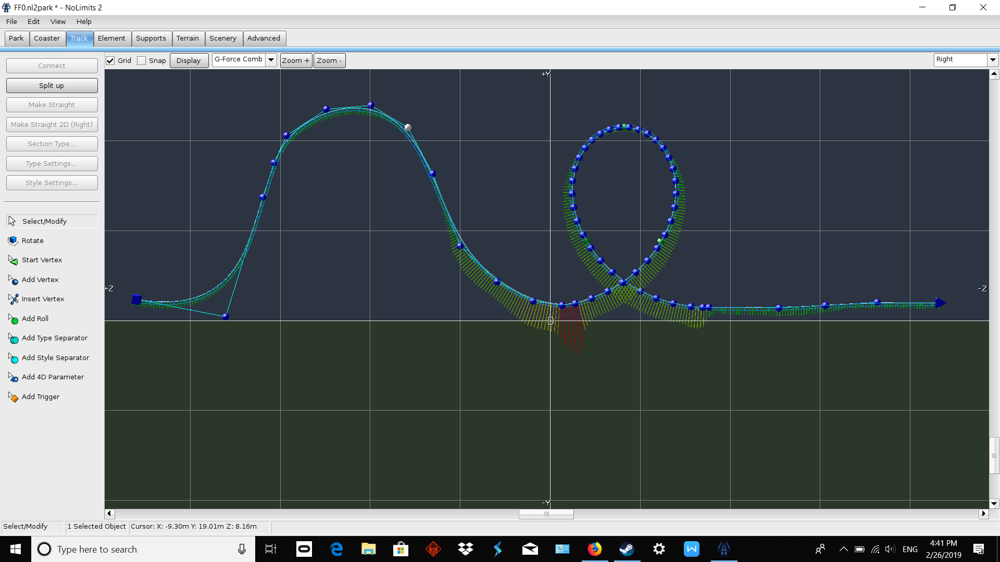 FF0.nl2park * - NoLimits 2
File Edit View Help
Park Coaster Track Element Supports Terrain Scenery Advanced
Grid Snap Display G-Force Comb Zoom + Zoom - Right
Connect
Split up
Make Straight
Make Straight 2D (Right)
Section Type...
Type Settings...
Style Settings...
Select/Modify
Rotate
Start Vertex
Add Vertex
Insert Vertex
Add Roll
Add Type Separator
Add Style Separator
4D Add 4D Parameter
Add Trigger
+Y
+Z -Z
0
-Y
Select/Modify 1 Selected Object Cursor: X: -9.30m Y: 19.01m Z: 8.16m
Type here to search W ENG 4:41 PM
2/26/2019